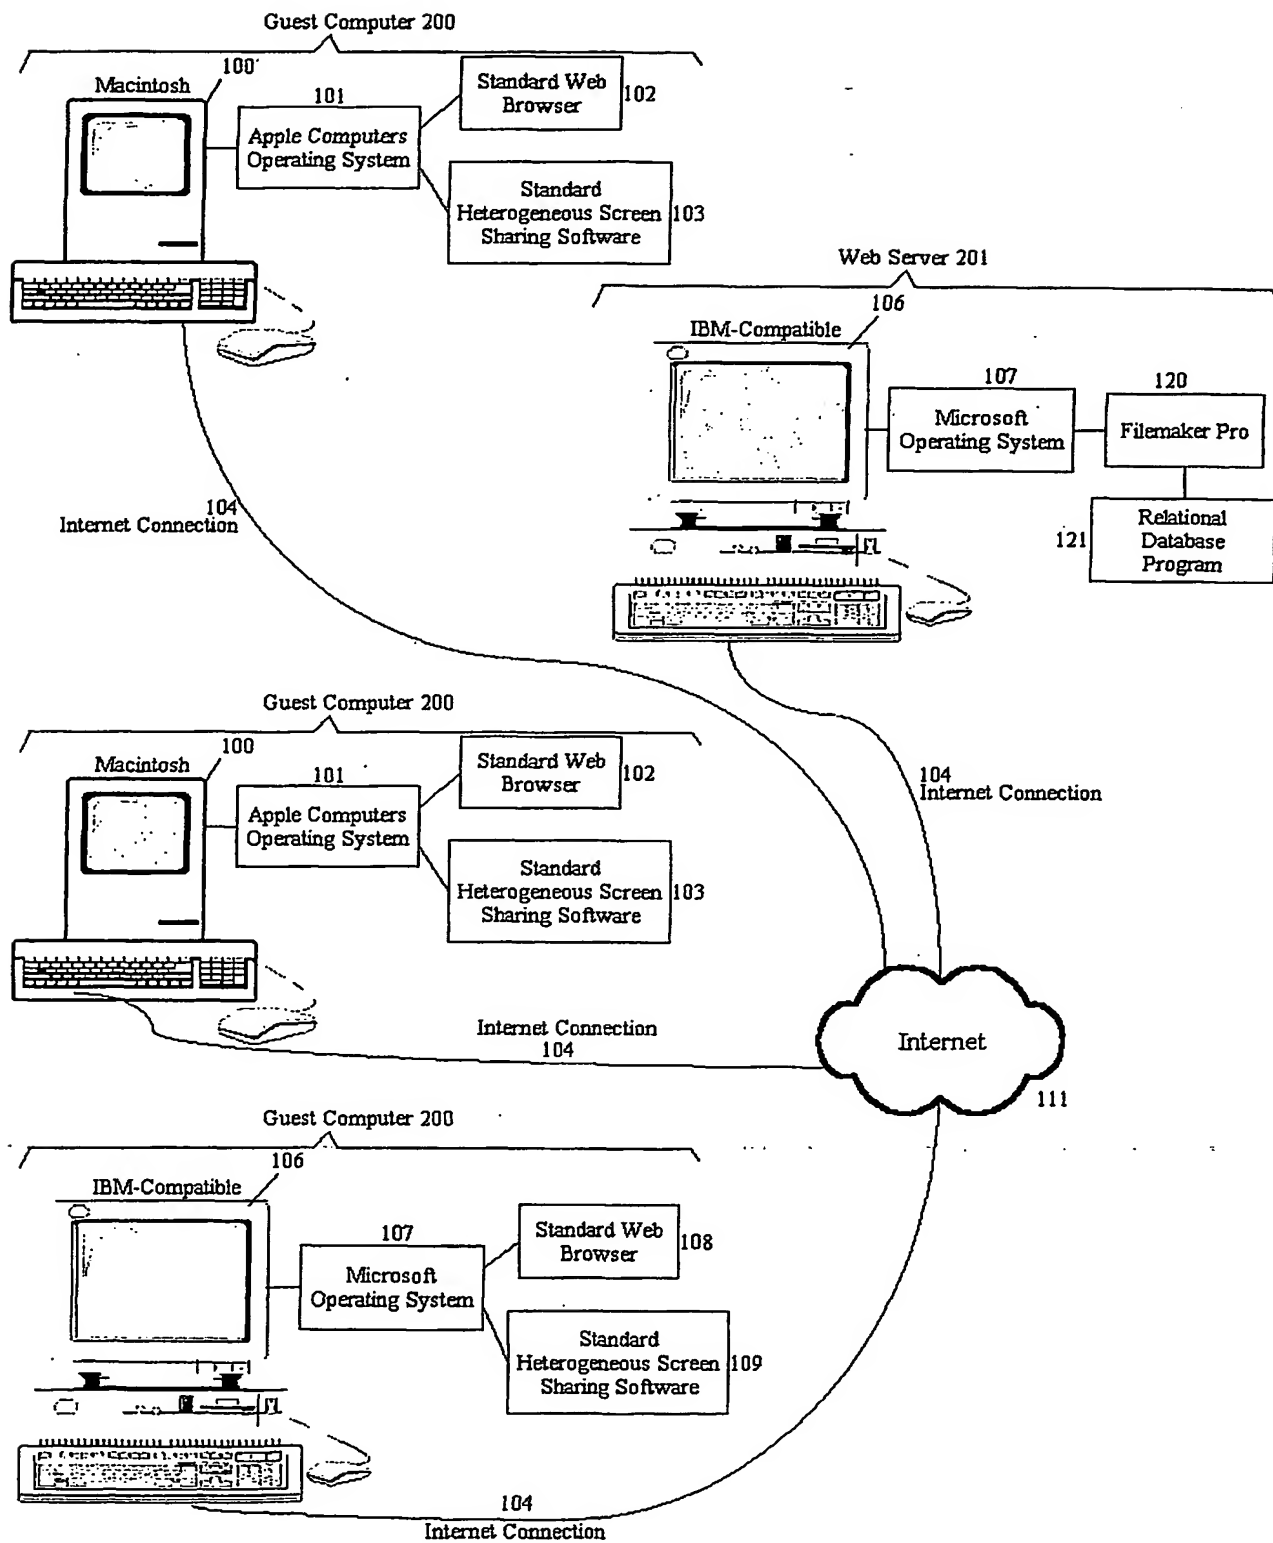 Guest Computer 200
100
Macintosh
101
Apple Computers
Operating System
Standard Web
Browser
102
Standard
Heterogeneous Screen
Sharing Software
103
Web Server 201
106
IBM-Compatible
107
Microsoft
Operating System
120
Filemaker Pro
121
Relational
Database
Program
104
Internet Connection
Guest Computer 200
100
Macintosh
101
Apple Computers
Operating System
Standard Web
Browser
102
Standard
Heterogeneous Screen
Sharing Software
103
104
Internet Connection
Internet Connection
104
Internet
111
Guest Computer 200
106
IBM-Compatible
107
Microsoft
Operating System
Standard Web
Browser
108
Standard
Heterogeneous Screen
Sharing Software
109
104
Internet Connection